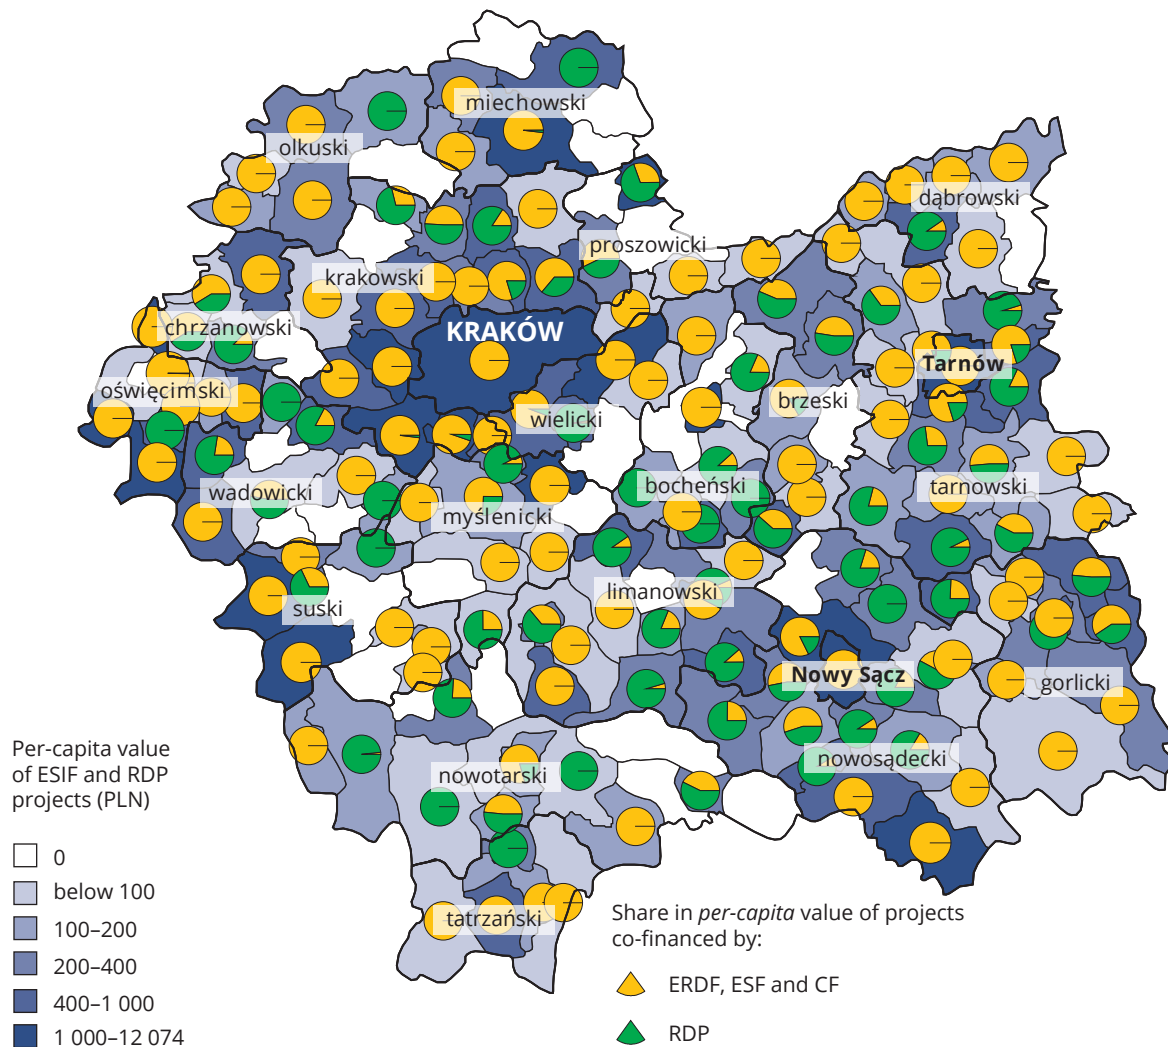 miechowski
olkuski
dąbrowski
proszowicki
krakowski
chrzanowski
KRAKÓW
Tarnów
oświęcimski
brzeski
wielicki
wadowicki
bocheński
tarnowski
myślenicki
limanowski
suski
Nowy Sącz
gorlicki
nowosądecki
nowotarski
tatrzański
Per-capita value
of ESIF and RDP
projects (PLN)
0
below 100
100–200
200–400
400–1 000
1 000–12 074
Share in per-capita value of projects
co-financed by:
ERDF, ESF and CF
RDP